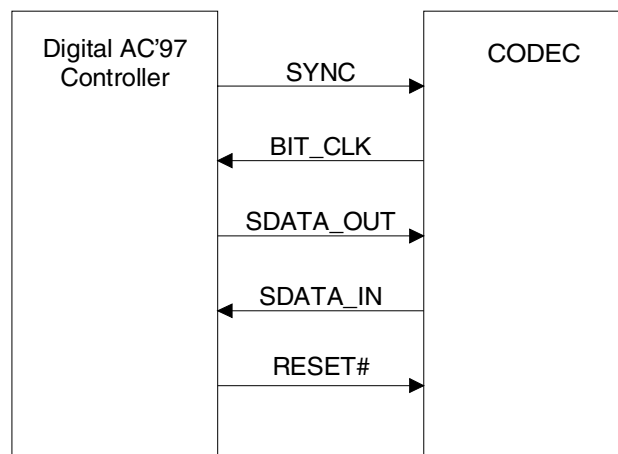 Digital AC'97
Controller
CODEC
SYNC
BIT_CLK
SDATA_OUT
SDATA_IN
RESET#